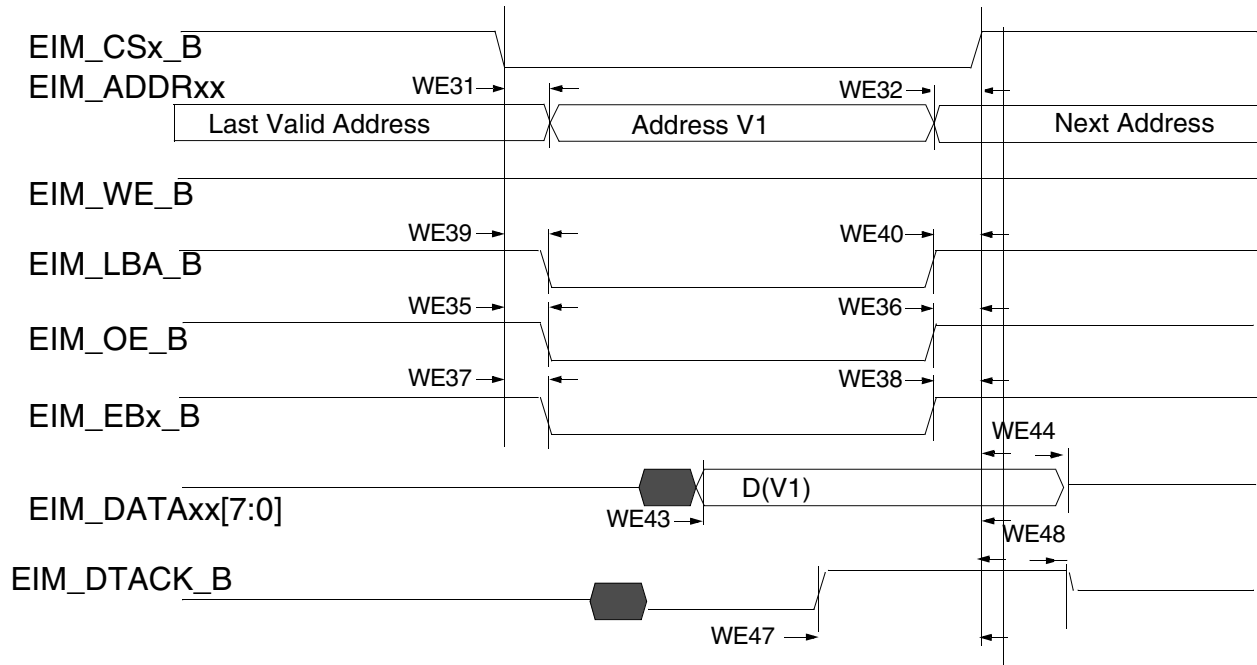 EIM_CSx_B
EIM_ADDRxx
WE31
WE32
Last Valid Address
Address V1
Next Address
EIM_WE_B
WE39
WE40
EIM_LBA_B
WE35
WE36
EIM_OE_B
WE37
WE38
EIM_EBx_B
WE44
D(V1)
EIM_DATAxx[7:0]
WE43
WE48
EIM_DTACK_B
WE47